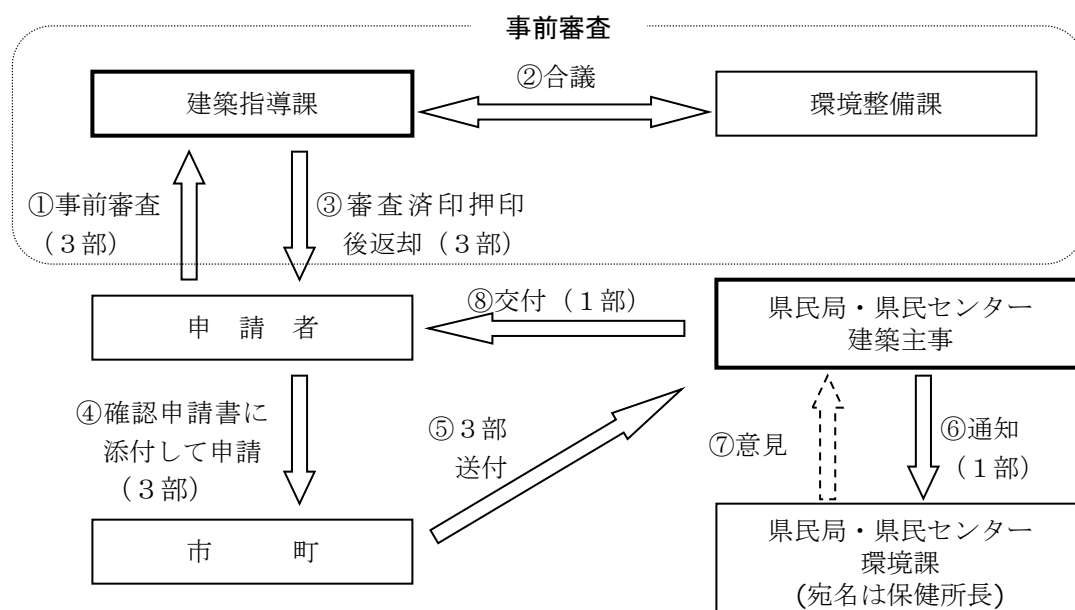 事前審査
②合議
建築指導課
環境整備課
①事前審査
（３部）
③審査済印押印
後返却（３部）
⑧交付（１部）
申　請　者
県民局・県民センター
建築主事
④確認申請書に
添付して申請
（３部）
⑤３部
送付
⑦意見
⑥通知
（１部）
市　　　町
県民局・県民センター
環境課
(宛名は保健所長)